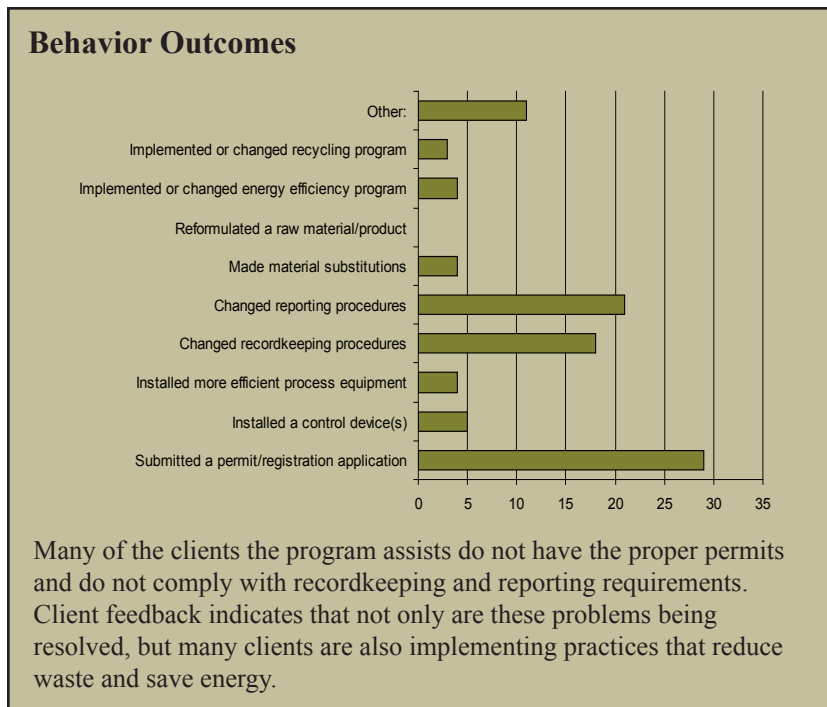 Behavior Outcomes
Other:
Implemented or changed recycling program
Implemented or changed energy efficiency program
Reformulated a raw material/product
Made material substitutions
Changed reporting procedures
Changed recordkeeping procedures
Installed more efficient process equipment
Installed a control device(s)
Submitted a permit/registration application
0 5 10 15 20 25 30 35
Many of the clients the program assists do not have the proper permits
and do not comply with recordkeeping and reporting requirements.
Client feedback indicates that not only are these problems being
resolved, but many clients are also implementing practices that reduce
waste and save energy.